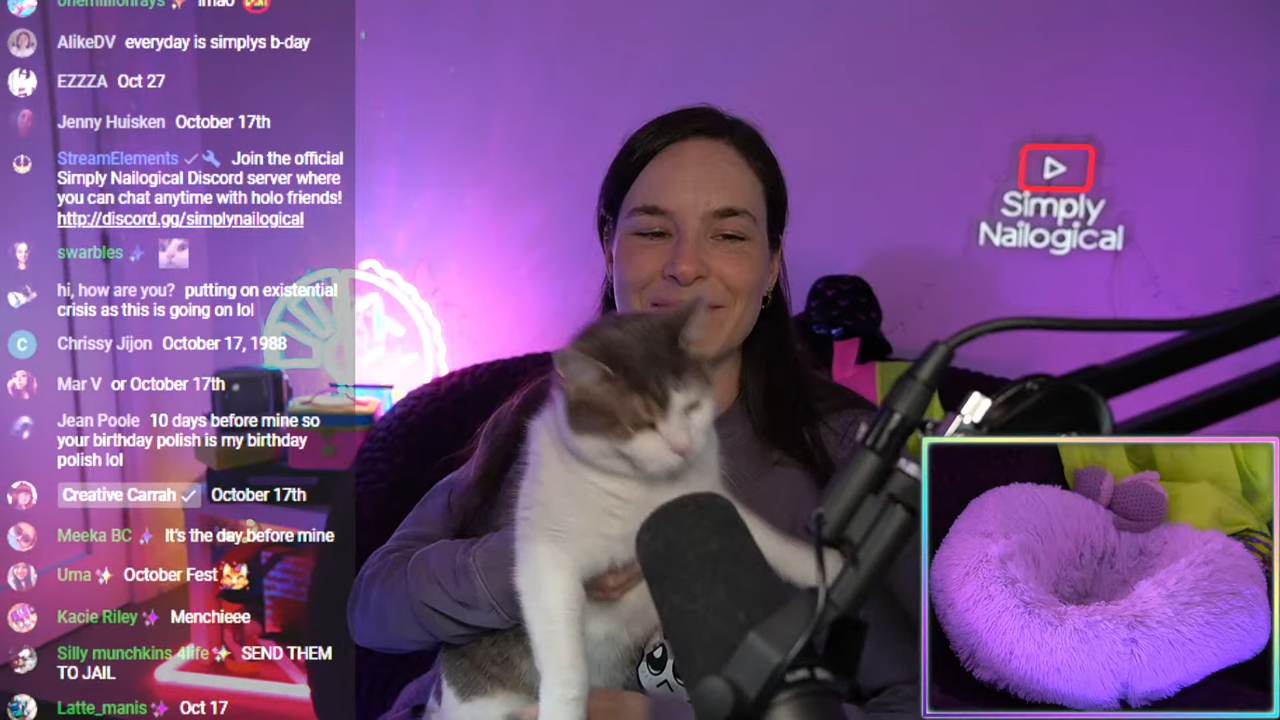 onemillionrays lmao
AlikeDV everyday is simplys b-day
EZZZA Oct 27
Jenny Huisken October 17th
StreamElements Join the official
Simply Nailogical Discord server where
you can chat anytime with holo friends!
http://discord.gg/simplynailogical
swarbles
hi, how are you? putting on existential
crisis as this is going on lol
Chrissy Jijon October 17, 1988
Mar V or October 17th
Jean Poole 10 days before mine so
your birthday polish is my birthday
polish lol
Creative Carrah October 17th
Meeka BC It's the day before mine
Uma October Fest
Kacie Riley Menchieee
Silly munchkins 4life SEND THEM
TO JAIL
Latte_manis Oct 17
Simply
Nailogical
C